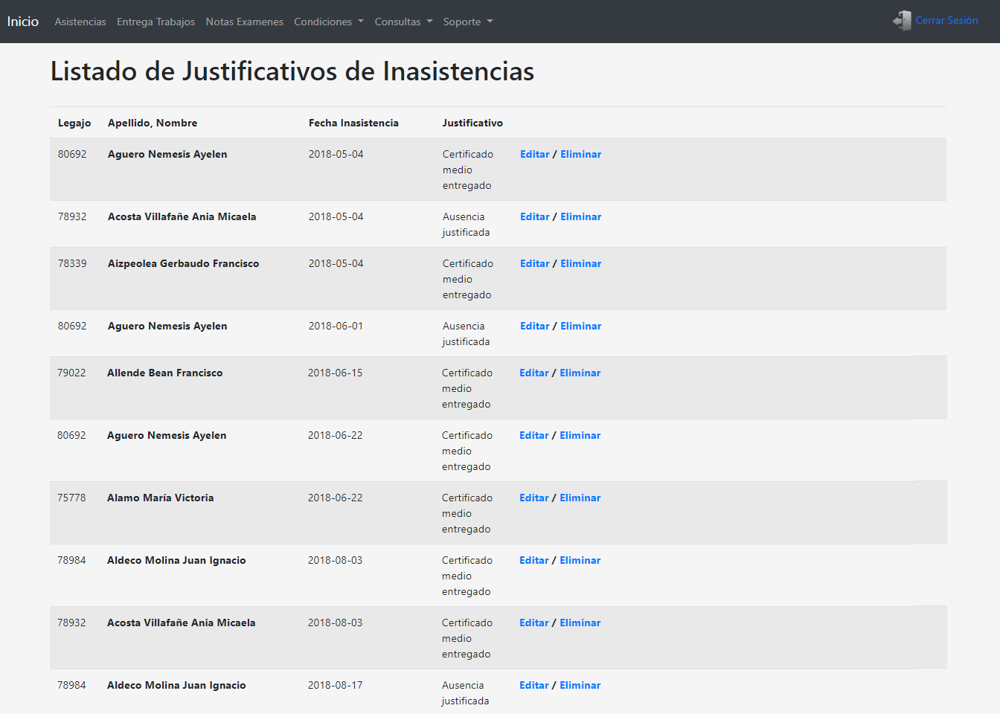 Inicio Asistencias Entrega Trabajos Notas Examenes Condiciones Consultas Soporte Cerrar Sesión
Listado de Justificativos de Inasistencias
Legajo Apellido, Nombre Fecha Inasistencia Justificativo
80692 Aguero Nemesis Ayelen 2018-05-04 Certificado Editar / Eliminar
medio
entregado
78932 Acosta Villafañe Ania Micaela 2018-05-04 Ausencia Editar / Eliminar
justificada
78339 Aizpeolea Gerbaudo Francisco 2018-05-04 Certificado Editar / Eliminar
medio
entregado
80692 Aguero Nemesis Ayelen 2018-06-01 Ausencia Editar / Eliminar
justificada
79022 Allende Bean Francisco 2018-06-15 Certificado Editar / Eliminar
medio
entregado
80692 Aguero Nemesis Ayelen 2018-06-22 Certificado Editar / Eliminar
medio
entregado
75778 Alamo María Victoria 2018-06-22 Certificado Editar / Eliminar
medio
entregado
78984 Aldeco Molina Juan Ignacio 2018-08-03 Certificado Editar / Eliminar
medio
entregado
78932 Acosta Villafañe Ania Micaela 2018-08-03 Certificado Editar / Eliminar
medio
entregado
78984 Aldeco Molina Juan Ignacio 2018-08-17 Ausencia Editar / Eliminar
justificada